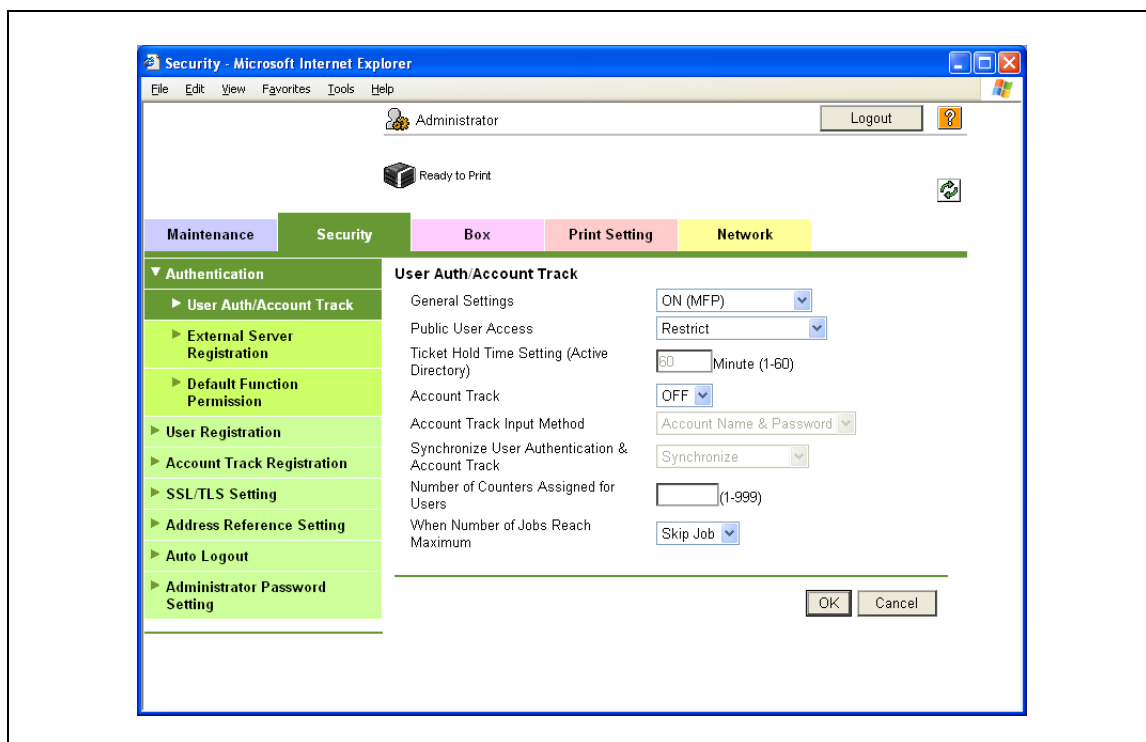 Security - Microsoft Internet Explorer
File Edit View Favorites Tools Help
Administrator
Logout
?
Ready to Print
Maintenance Security Box Print Setting Network
Authentication
User Auth/Account Track
External Server
Registration
Default Function
Permission
User Registration
Account Track Registration
SSL/TLS Setting
Address Reference Setting
Auto Logout
Administrator Password
Setting
User Auth/Account Track
General Settings ON (MFP)
Public User Access Restrict
Ticket Hold Time Setting (Active
Directory) 60 Minute (1-60)
Account Track OFF
Account Track Input Method Account Name & Password
Synchronize User Authentication &
Account Track Synchronize
Number of Counters Assigned for
Users (1-999)
When Number of Jobs Reach
Maximum Skip Job
OK Cancel